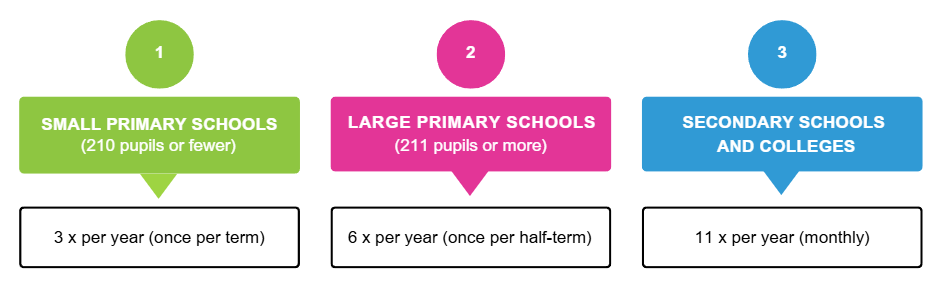 1
SMALL PRIMARY SCHOOLS
(210 pupils or fewer)
3 x per year (once per term)
2
LARGE PRIMARY SCHOOLS
(211 pupils or more)
6 x per year (once per half-term)
3
SECONDARY SCHOOLS
AND COLLEGES
11 x per year (monthly)